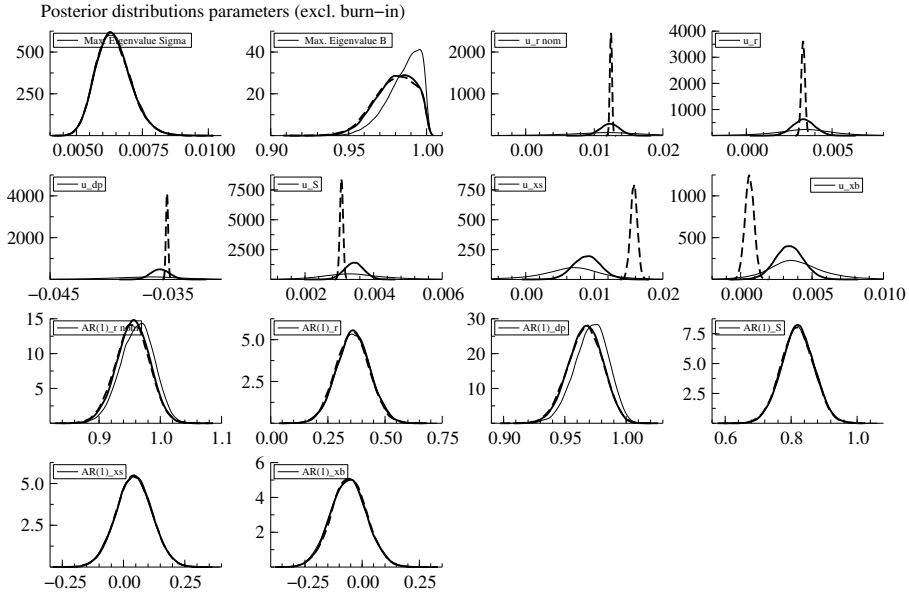 Posterior distributions parameters (excl. burn−in)
Max. Eigenvalue Sigma
Max. Eigenvalue B
u_r nom
u_r
500
250
0.0050 0.0075 0.0100
40
20
0.90 0.95 1.00
2000
1000
0.00 0.01 0.02
4000
3000
2000
1000
0.000 0.005
u_dp
u_S
u_xs
u_xb
4000
2000
−0.045 −0.035
7500
5000
2500
0.002 0.004 0.006
750
500
250
0.00 0.01 0.02
1000
500
0.000 0.005 0.010
AR(1)_r nom
AR(1)_r
AR(1)_dp
AR(1)_S
15
10
5
0.9 1.0 1.1
5.0
2.5
0.00 0.25 0.50 0.75
30
20
10
0.90 0.95 1.00
7.5
5.0
2.5
0.6 0.8 1.0
AR(1)_xs
AR(1)_xb
5.0
2.5
−0.25 0.00 0.25
6
4
2
−0.25 0.00 0.25